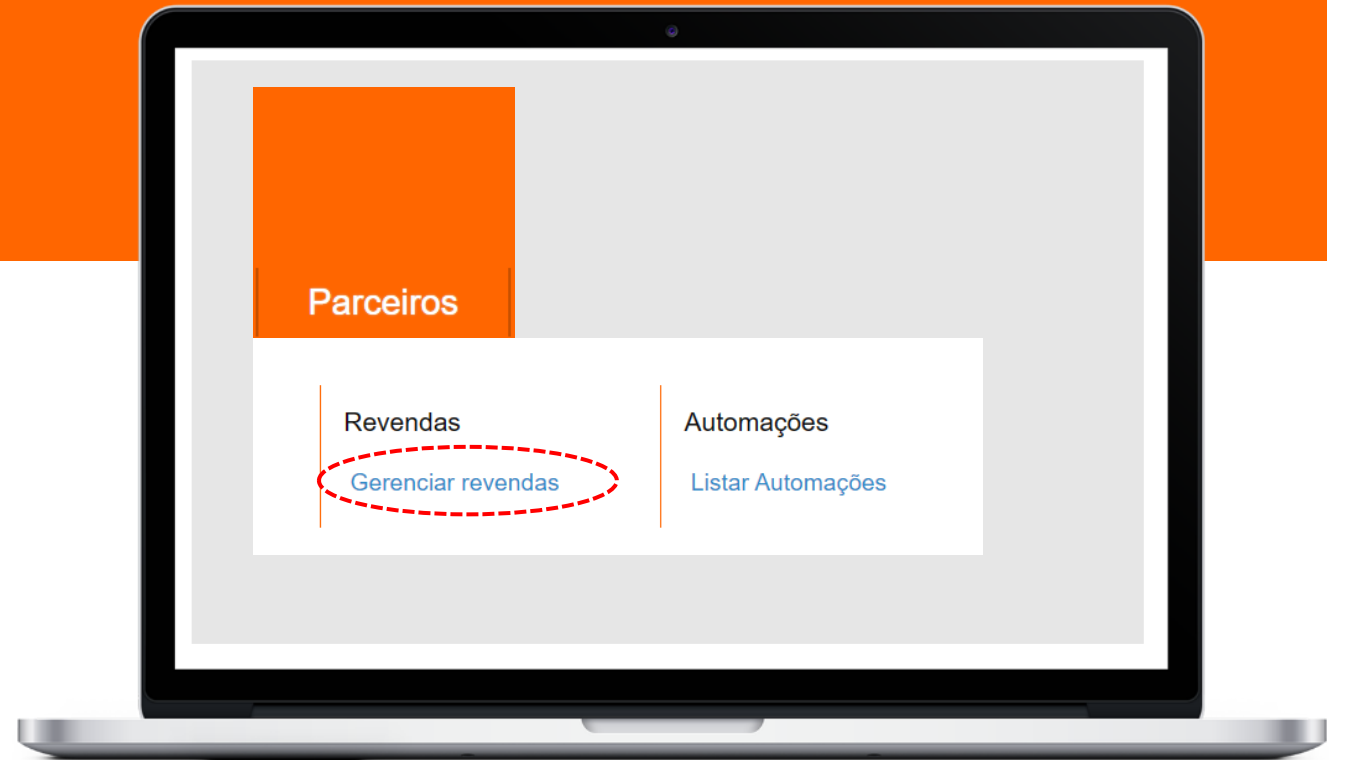 Parceiros
Revendas
Automações
Gerenciar revendas
Listar Automações